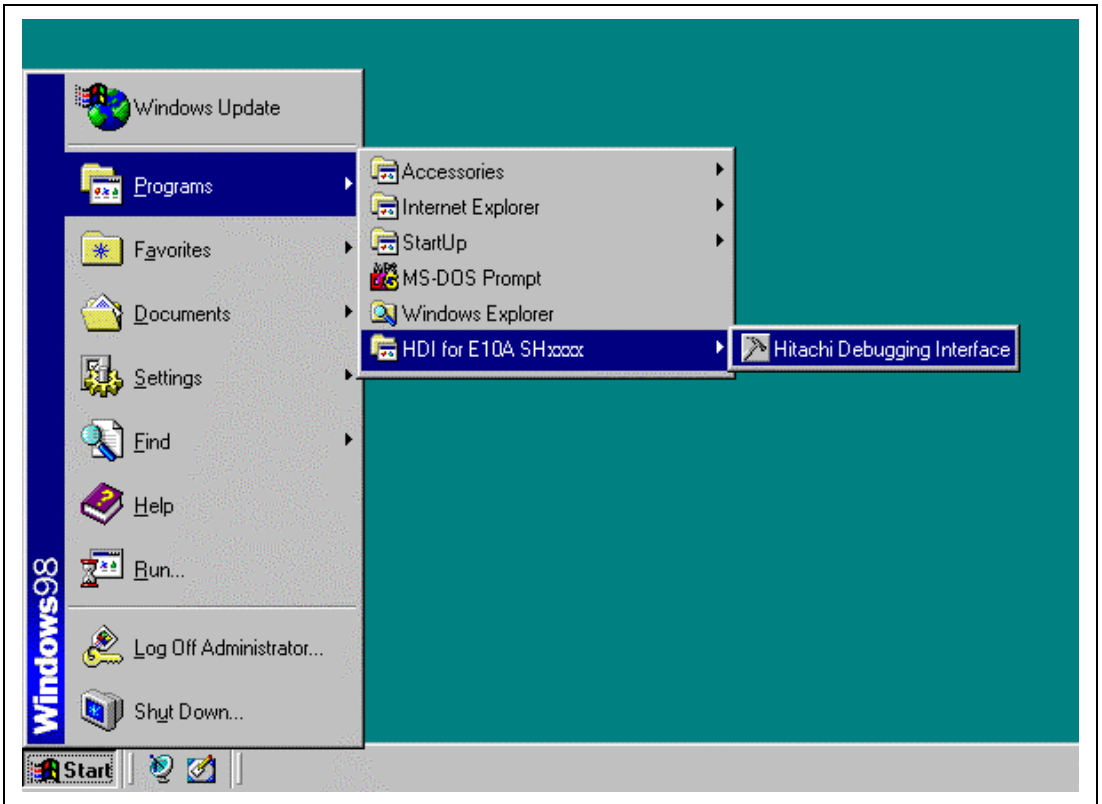 Windows Update
Programs
Favorites
Documents
Settings
Find
Help
Run...
Log Off Administrator...
Shut Down...
Windows98
Start
Accessories
Internet Explorer
StartUp
MS-DOS Prompt
Windows Explorer
HDI for E10A SHxxxx
Hitachi Debugging Interface